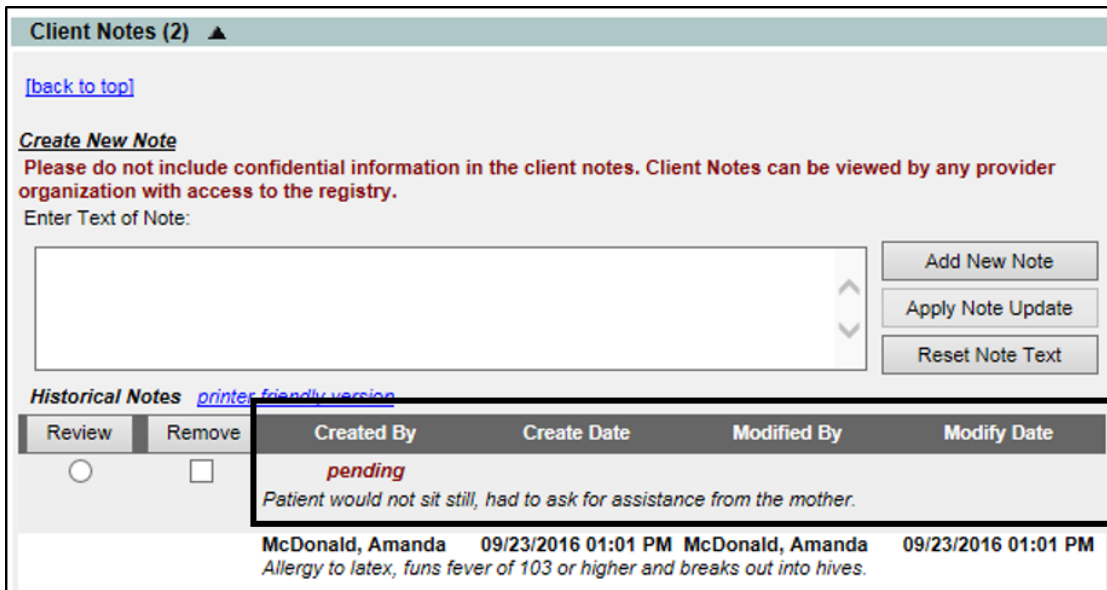 Client Notes (2) ▲
[back to top]
Create New Note
Please do not include confidential information in the client notes. Client Notes can be viewed by any provider
organization with access to the registry.
Enter Text of Note:
Add New Note
Apply Note Update
Reset Note Text
Historical Notes printer friendly version
Review Remove Created By Create Date Modified By Modify Date
pending
Patient would not sit still, had to ask for assistance from the mother.
McDonald, Amanda 09/23/2016 01:01 PM McDonald, Amanda 09/23/2016 01:01 PM
Allergy to latex, funs fever of 103 or higher and breaks out into hives.